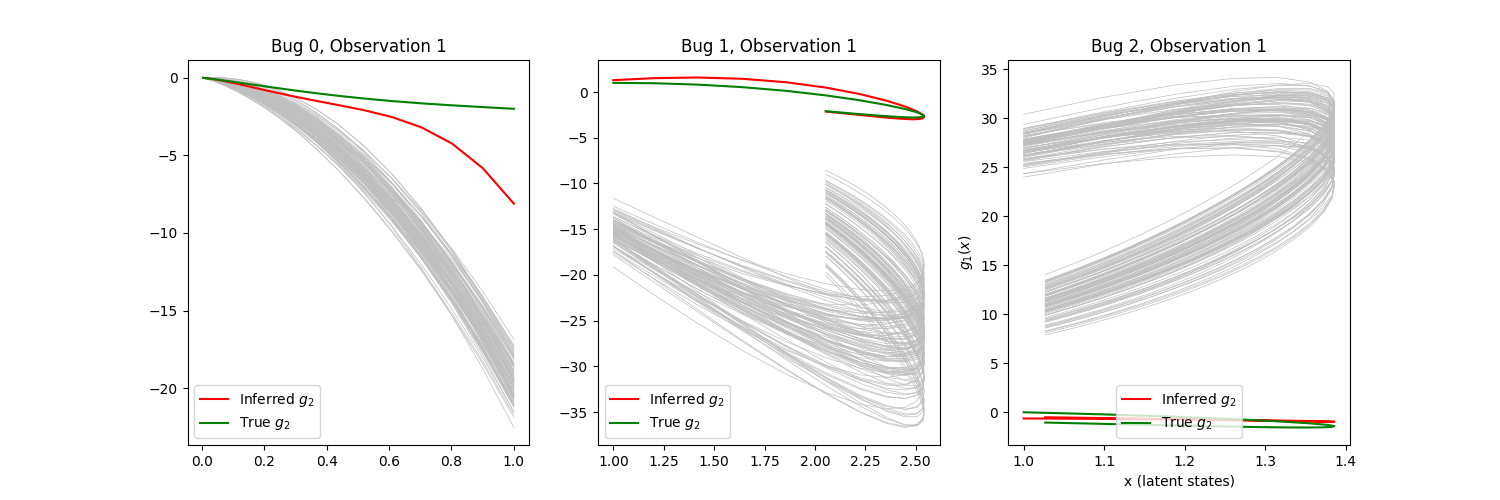 Bug 0, Observation 1
0
−5
−10
−15
−20
0.0 0.2 0.4 0.6 0.8 1.0
Inferred g₂
True g₂
Bug 1, Observation 1
0
−5
−10
−15
−20
−25
−30
−35
1.00 1.25 1.50 1.75 2.00 2.25 2.50
Inferred g₂
True g₂
Bug 2, Observation 1
g₁(x)
35
30
25
20
15
10
5
0
1.0 1.1 1.2 1.3 1.4
x (latent states)
Inferred g₂
True g₂